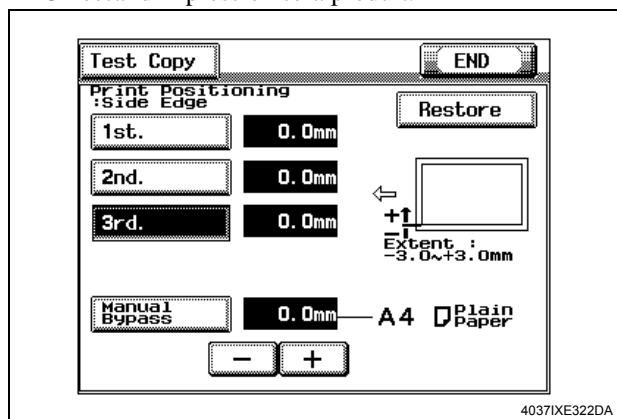 Test Copy
END
Print Positioning
:Side Edge
Restore
1st.
0.0mm
2nd.
0.0mm
3rd.
0.0mm
+
-
Extent :
-3.0~+3.0mm
Manual
Bypass
0.0mm
A4
Plain
Paper
- +
4037IXE322DA